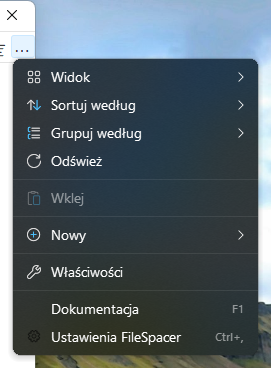 Widok
Sortuj według
Grupuj według
Odśwież
Wklej
Nowy
Właściwości
Dokumentacja F1
Ustawienia FileSpacer Ctrl+,